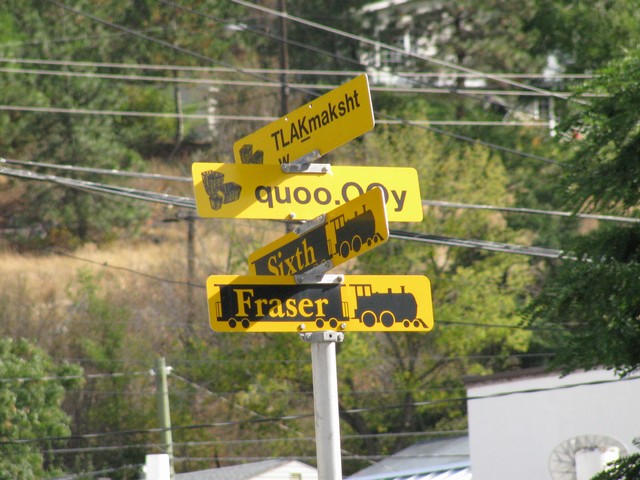 TLAKmaksht
w
quoo.OOy
Sixth
Fraser